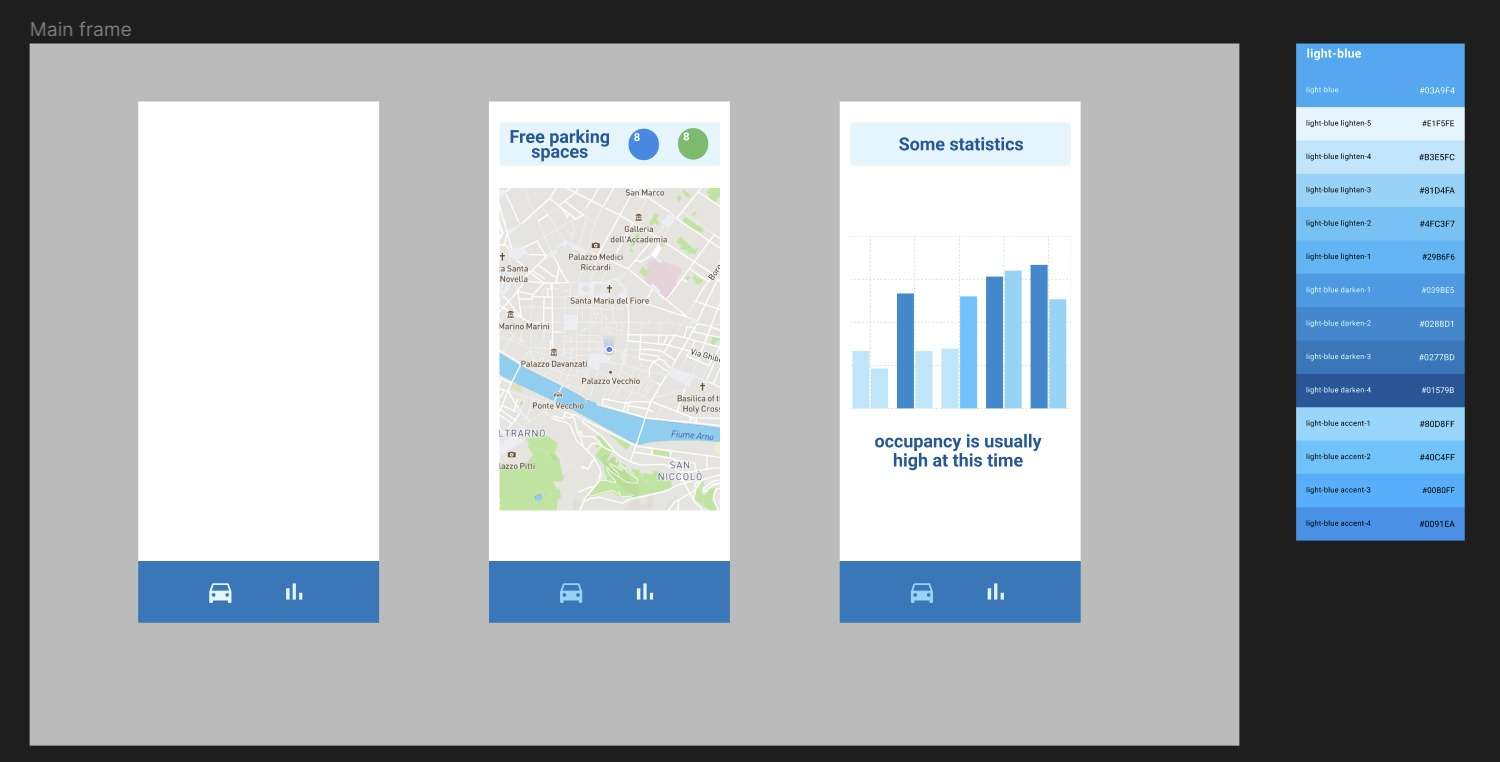 Main frame
Free parking
spaces
8
8
San Marco
Galleria
dell'Accademia
Palazzo Medici
Riccardi
a Santa
Novella
Santa Maria del Fiore
Marino Marini
Via Ghib
Palazzo Davanzati
Palazzo Vecchio
Ponte Vecchio
Basilica of t
Holy Cros
LTRARNO
Fiume Arno
lazzo Pitti
SAN
NICCOLÒ
Some statistics
occupancy is usually
high at this time
light-blue
light-blue #03A9F4
light-blue lighten-5 #E1F5FE
light-blue lighten-4 #B3E5FC
light-blue lighten-3 #81D4FA
light-blue lighten-2 #4FC3F7
light-blue lighten-1 #29B6F6
light-blue darken-1 #039BE5
light-blue darken-2 #0288D1
light-blue darken-3 #0277BD
light-blue darken-4 #01579B
light-blue accent-1 #80D8FF
light-blue accent-2 #40C4FF
light-blue accent-3 #00B0FF
light-blue accent-4 #0091EA